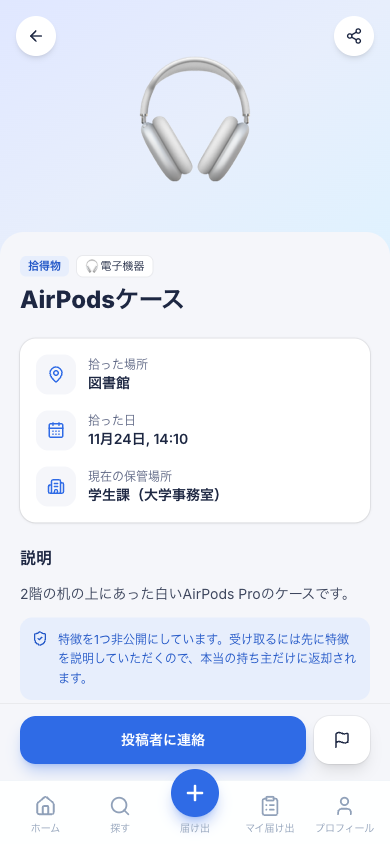 拾得物
🎧 電子機器
AirPodsケース
拾った場所
図書館
拾った日
11月24日, 14:10
現在の保管場所
学生課（大学事務室）
説明
2階の机の上にあった白いAirPods Proのケースです。
特徴を1つ非公開にしています。受け取るには先に特徴
を説明していただくので、本当の持ち主だけに返却され
ます。
投稿者に連絡
ホーム
探す
届け出
マイ届け出
プロフィール